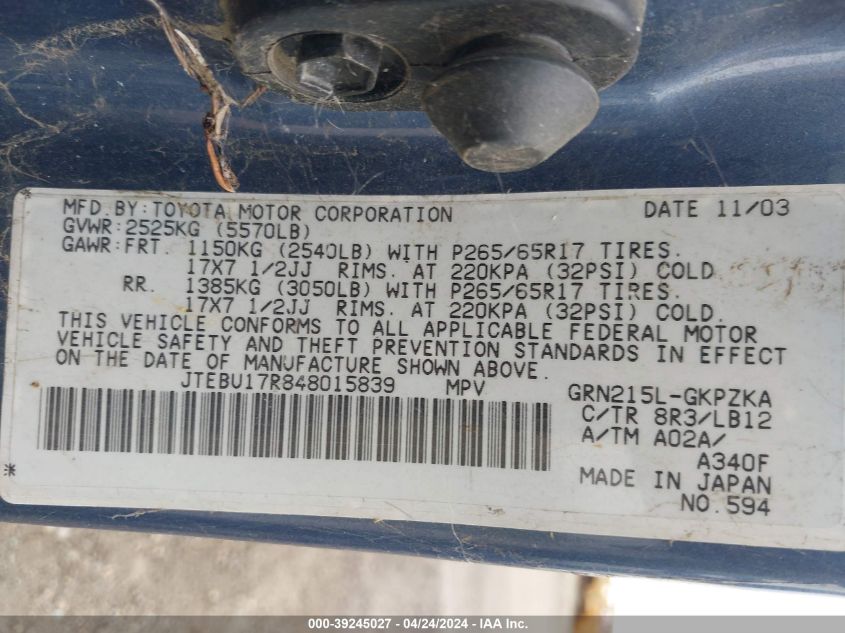 MFD.BY:TOYOTA MOTOR CORPORATION DATE 11/03
GVWR:2525KG (5570LB)
GAWR:FRT. 1150KG (2540LB) WITH P265/65R17 TIRES.
17X7 1/2JJ RIMS. AT 220KPA (32PSI) COLD
RR. 1385KG (3050LB) WITH P265/65R17 TIRES.
17X7 1/2JJ RIMS. AT 220KPA (32PSI) COLD.
THIS VEHICLE CONFORMS TO ALL APPLICABLE FEDERAL MOTOR
VEHICLE SAFETY AND THEFT PREVENTION STANDARDS IN EFFECT
ON THE DATE OF MANUFACTURE SHOWN ABOVE.
JTEBU17R848015839 MPV GRN215L-GKPZKA
C/TR 8R3/LB12
A/TM A02A/
A340F
MADE IN JAPAN
NO.594
000-39245027 - 04/24/2024 - IAA Inc.